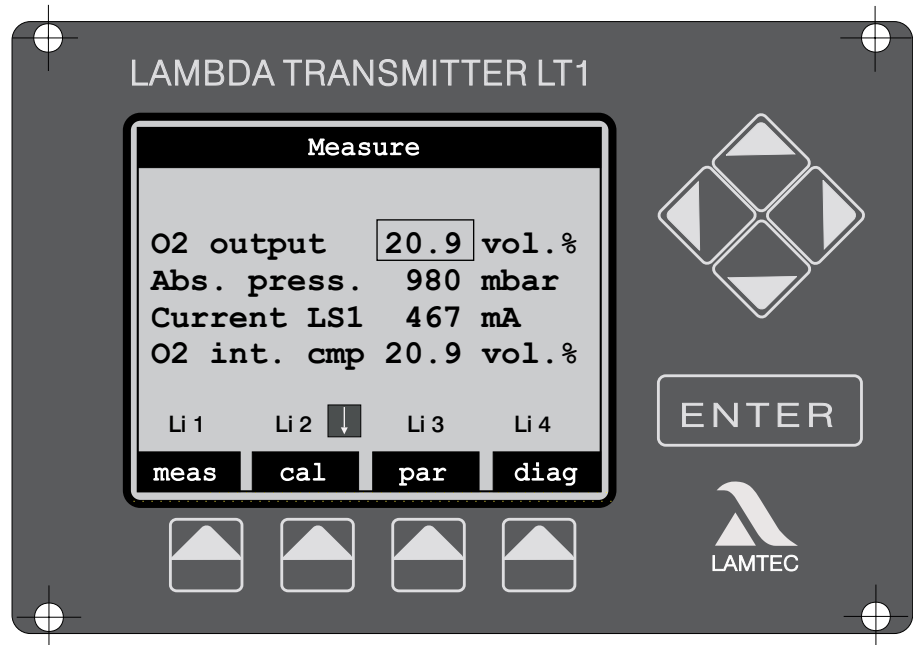 LAMBDA TRANSMITTER LT1
Measure
O2 output 20.9 vol.%
Abs. press. 980 mbar
Current LS1 467 mA
O2 int. cmp 20.9 vol.%
Li 1 Li 2 ↓ Li 3 Li 4
meas cal par diag
ENTER
LAMTEC